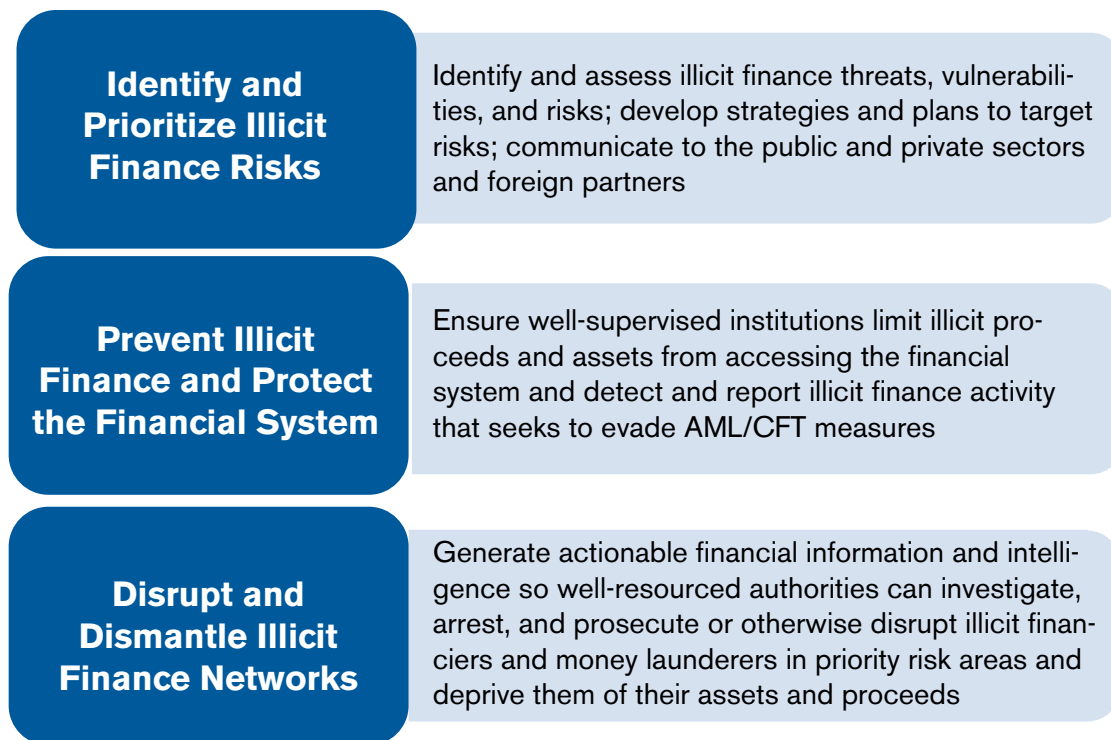 Identify and
Prioritize Illicit
Finance Risks
Identify and assess illicit finance threats, vulnerabili-
ties, and risks; develop strategies and plans to target
risks; communicate to the public and private sectors
and foreign partners
Prevent Illicit
Finance and Protect
the Financial System
Ensure well-supervised institutions limit illicit pro-
ceeds and assets from accessing the financial
system and detect and report illicit finance activity
that seeks to evade AML/CFT measures
Disrupt and
Dismantle Illicit
Finance Networks
Generate actionable financial information and intelli-
gence so well-resourced authorities can investigate,
arrest, and prosecute or otherwise disrupt illicit finan-
ciers and money launderers in priority risk areas and
deprive them of their assets and proceeds